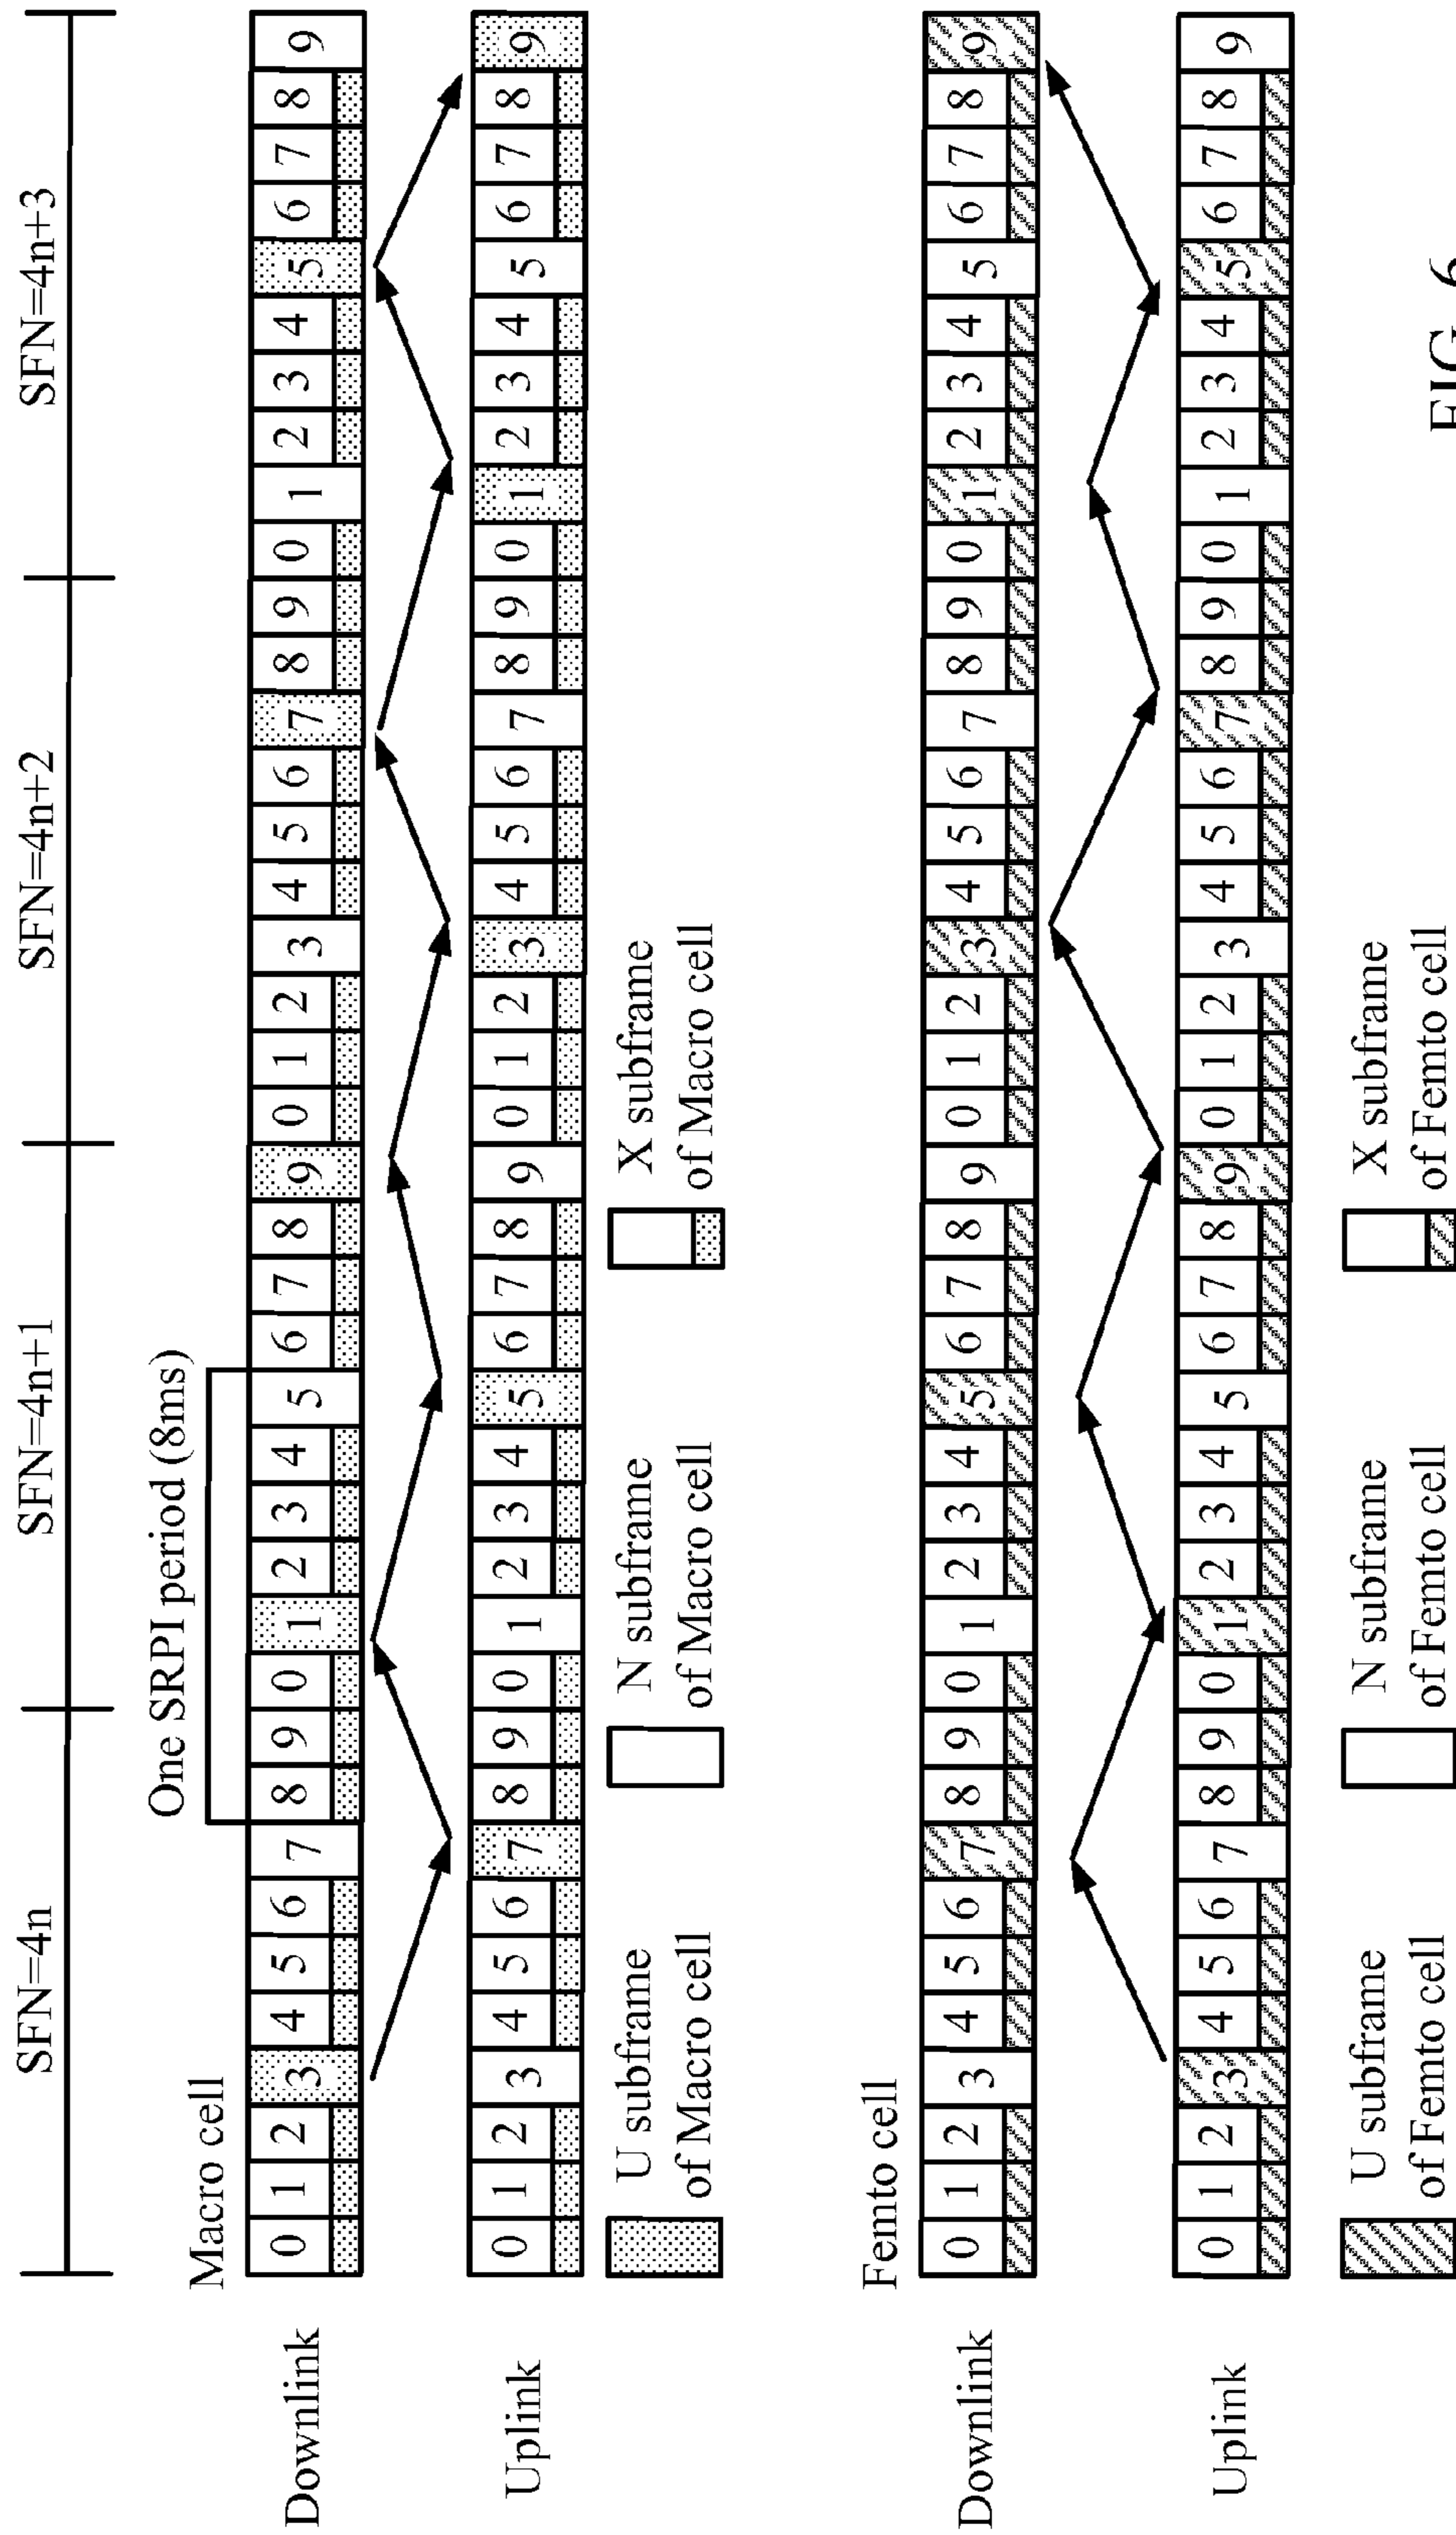 SFN=4n SFN=4n+1 SFN=4n+2 SFN=4n+3
One SRPI period (8ms)
Macro cell
Downlink 0 1 2 3 4 5 6 7 8 9 0 1 2 3 4 5 6 7 8 9 0 1 2 3 4 5 6 7 8 9 0 1 2 3 4 5 6 7 8 9
Uplink 0 1 2 3 4 5 6 7 8 9 0 1 2 3 4 5 6 7 8 9 0 1 2 3 4 5 6 7 8 9 0 1 2 3 4 5 6 7 8 9
U subframe N subframe X subframe
of Macro cell of Macro cell of Macro cell
Femto cell
Downlink 0 1 2 3 4 5 6 7 8 9 0 1 2 3 4 5 6 7 8 9 0 1 2 3 4 5 6 7 8 9 0 1 2 3 4 5 6 7 8 9
Uplink 0 1 2 3 4 5 6 7 8 9 0 1 2 3 4 5 6 7 8 9 0 1 2 3 4 5 6 7 8 9 0 1 2 3 4 5 6 7 8 9
U subframe N subframe X subframe
of Femto cell of Femto cell of Femto cell
FIG. 6